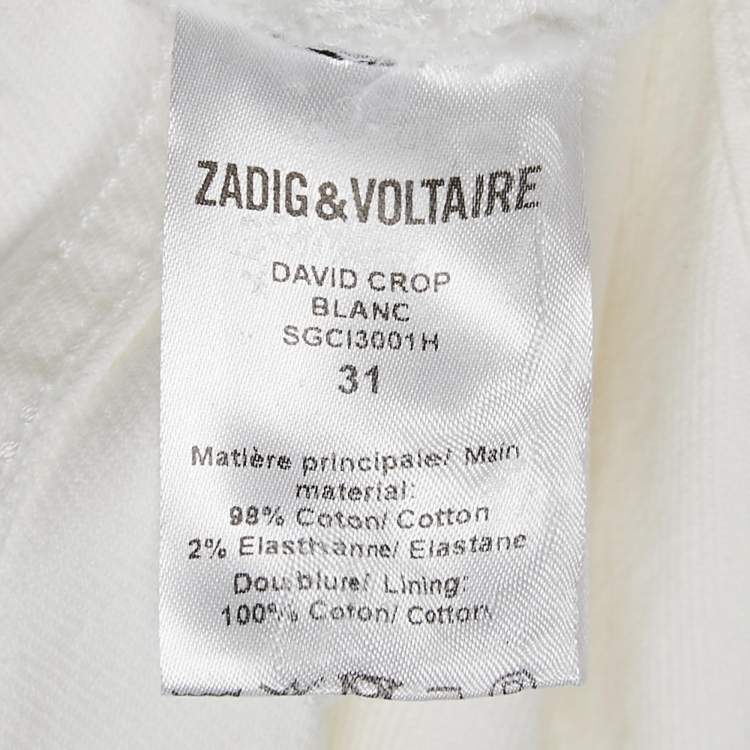 ZADIG&VOLTAIRE
DAVID CROP
BLANC
SGCI3001H
31
Matière principale/ Main
material:
98% Coton/ Cotton
2% Elasthanne/ Elastane
Doublure/ Lining:
100% Coton/ Cotton